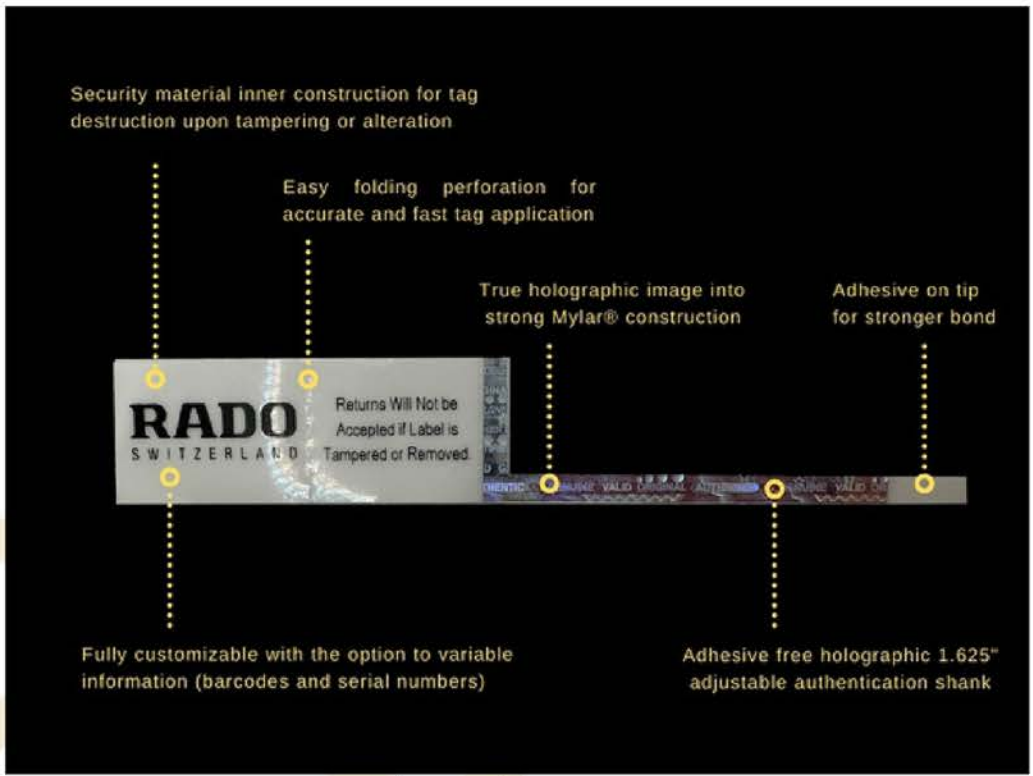 Security material inner construction for tag
destruction upon tampering or alteration
Easy folding perforation for
accurate and fast tag application
True holographic image into
strong Mylar® construction
Adhesive on tip
for stronger bond
RADO
SWITZERLAND
Returns Will Not be
Accepted if Label is
Tampered or Removed.
VALID ORIGINAL
VALID
Fully customizable with the option to variable
information (barcodes and serial numbers)
Adhesive free holographic 1.625"
adjustable authentication shank